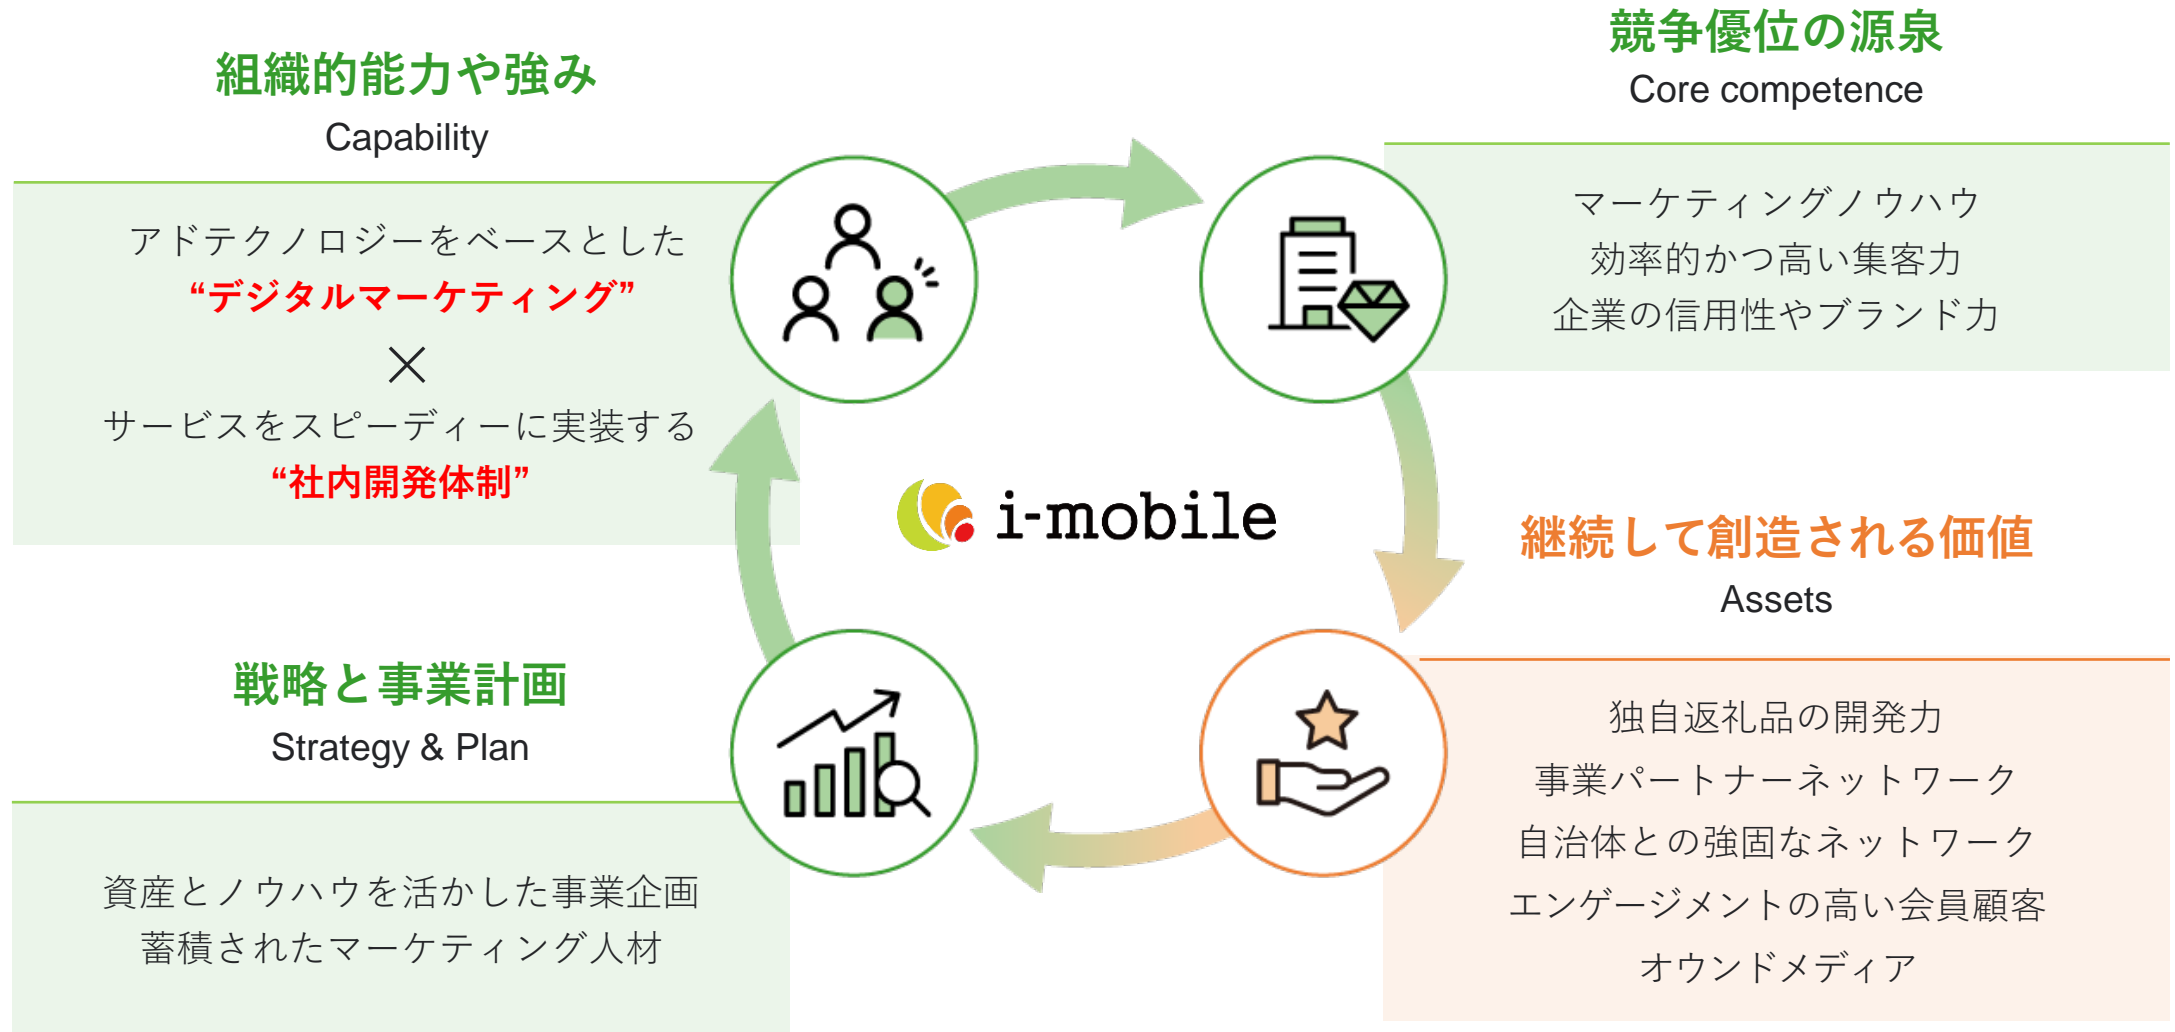 組織的能力や強み
Capability
アドテクノロジーをベースとした
“デジタルマーケティング”
×
サービスをスピーディーに実装する
“社内開発体制”
競争優位の源泉
Core competence
マーケティングノウハウ
効率的かつ高い集客力
企業の信用性やブランド力
i-mobile
継続して創造される価値
Assets
独自返礼品の開発力
事業パートナーネットワーク
自治体との強固なネットワーク
エンゲージメントの高い会員顧客
オウンドメディア
戦略と事業計画
Strategy & Plan
資産とノウハウを活かした事業企画
蓄積されたマーケティング人材